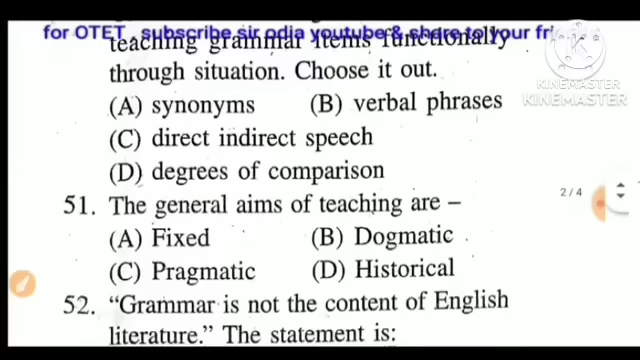 for OTET , subscribe sir odia youtube & share to your
teaching grammar items functionally
through situation. Choose it out.
(A) synonyms (B) verbal phrases
(C) direct indirect speech
(D) degrees of comparison
51. The general aims of teaching are –
(A) Fixed (B) Dogmatic
(C) Pragmatic (D) Historical
52. “Grammar is not the content of English
literature.” The statement is:
KINEMASTER
KINEMASTER
2/4